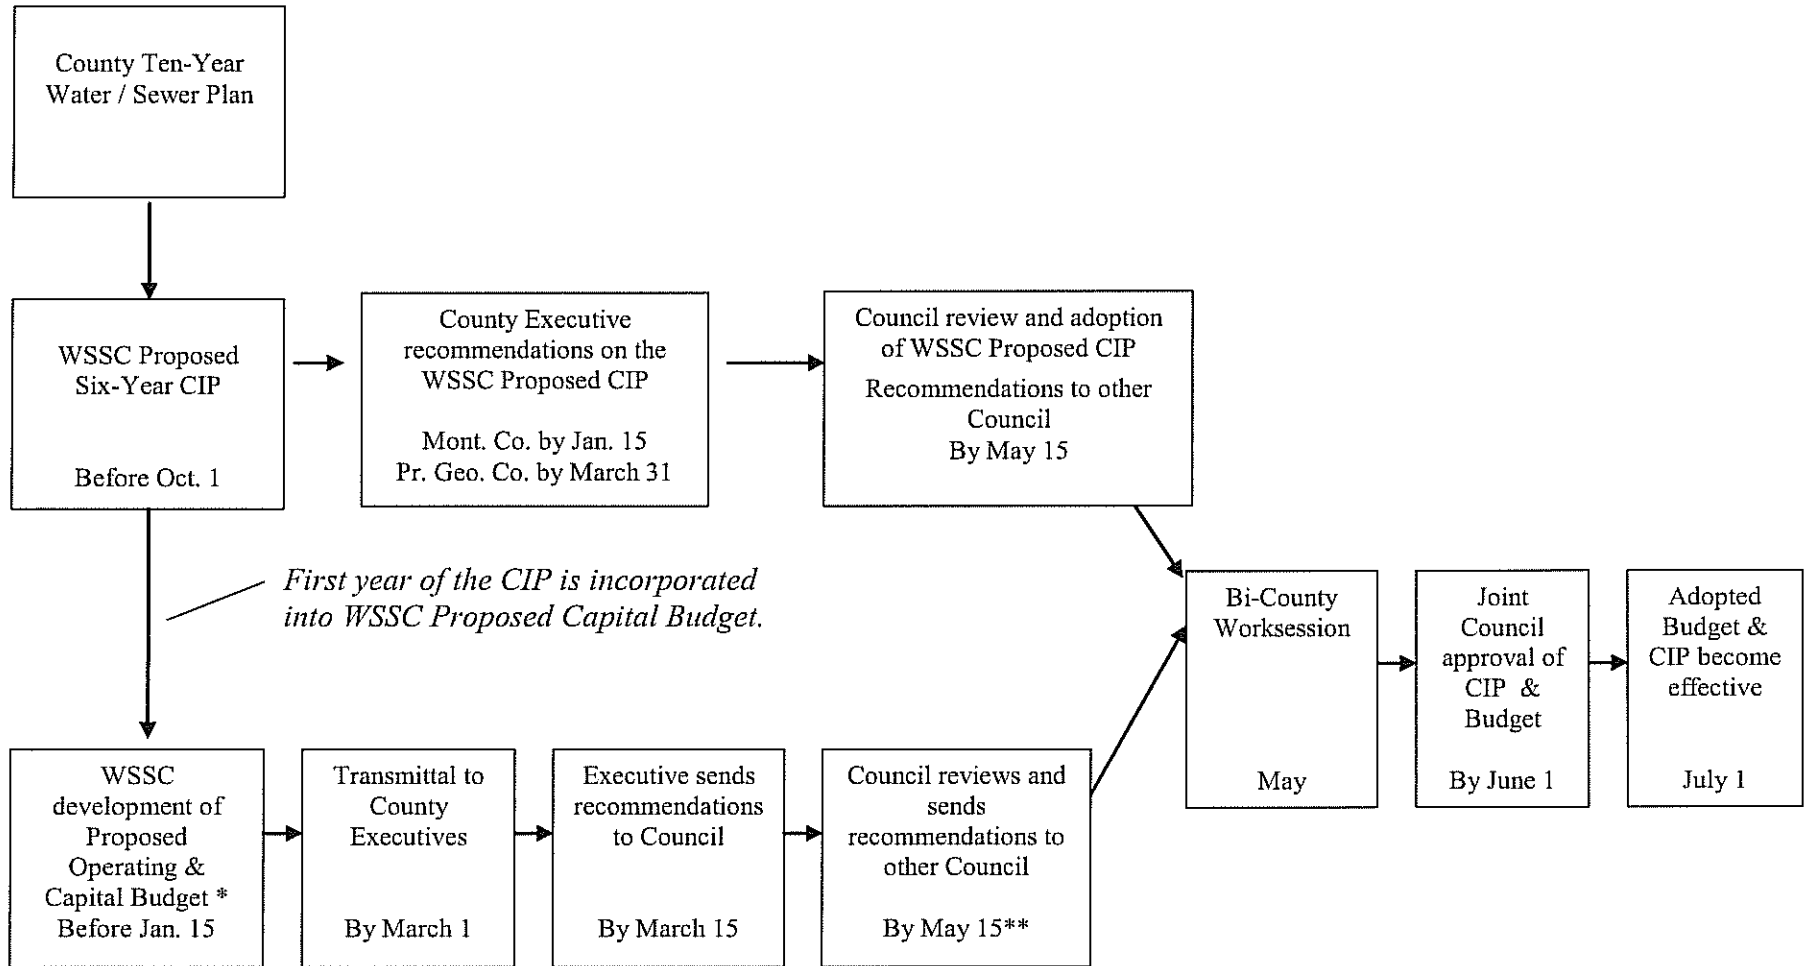 County Ten-Year
Water / Sewer Plan
WSSC Proposed
Six-Year CIP
Before Oct. 1
County Executive
recommendations on the
WSSC Proposed CIP
Mont. Co. by Jan. 15
Pr. Geo. Co. by March 31
Council review and adoption
of WSSC Proposed CIP
Recommendations to other
Council
By May 15
First year of the CIP is incorporated
into WSSC Proposed Capital Budget.
WSSC
development of
Proposed
Operating &
Capital Budget *
Before Jan. 15
Transmittal to
County
Executives
By March 1
Executive sends
recommendations
to Council
By March 15
Council reviews and
sends
recommendations to
other Council
By May 15**
Bi-County
Worksession
May
Joint
Council
approval of
CIP &
Budget
By June 1
Adopted
Budget &
CIP become
effective
July 1